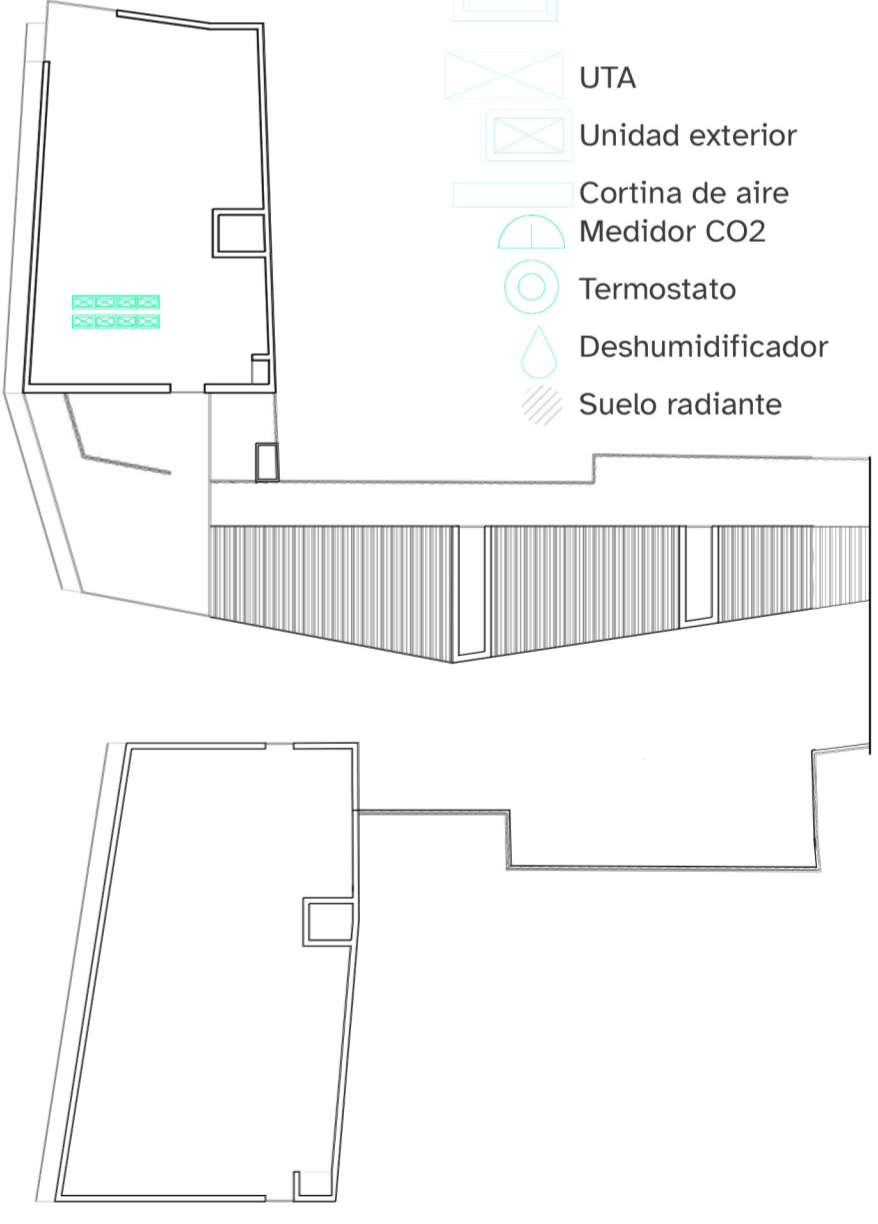 UTA
Unidad exterior
Cortina de aire
Medidor CO2
Termostato
Deshumidificador
Suelo radiante